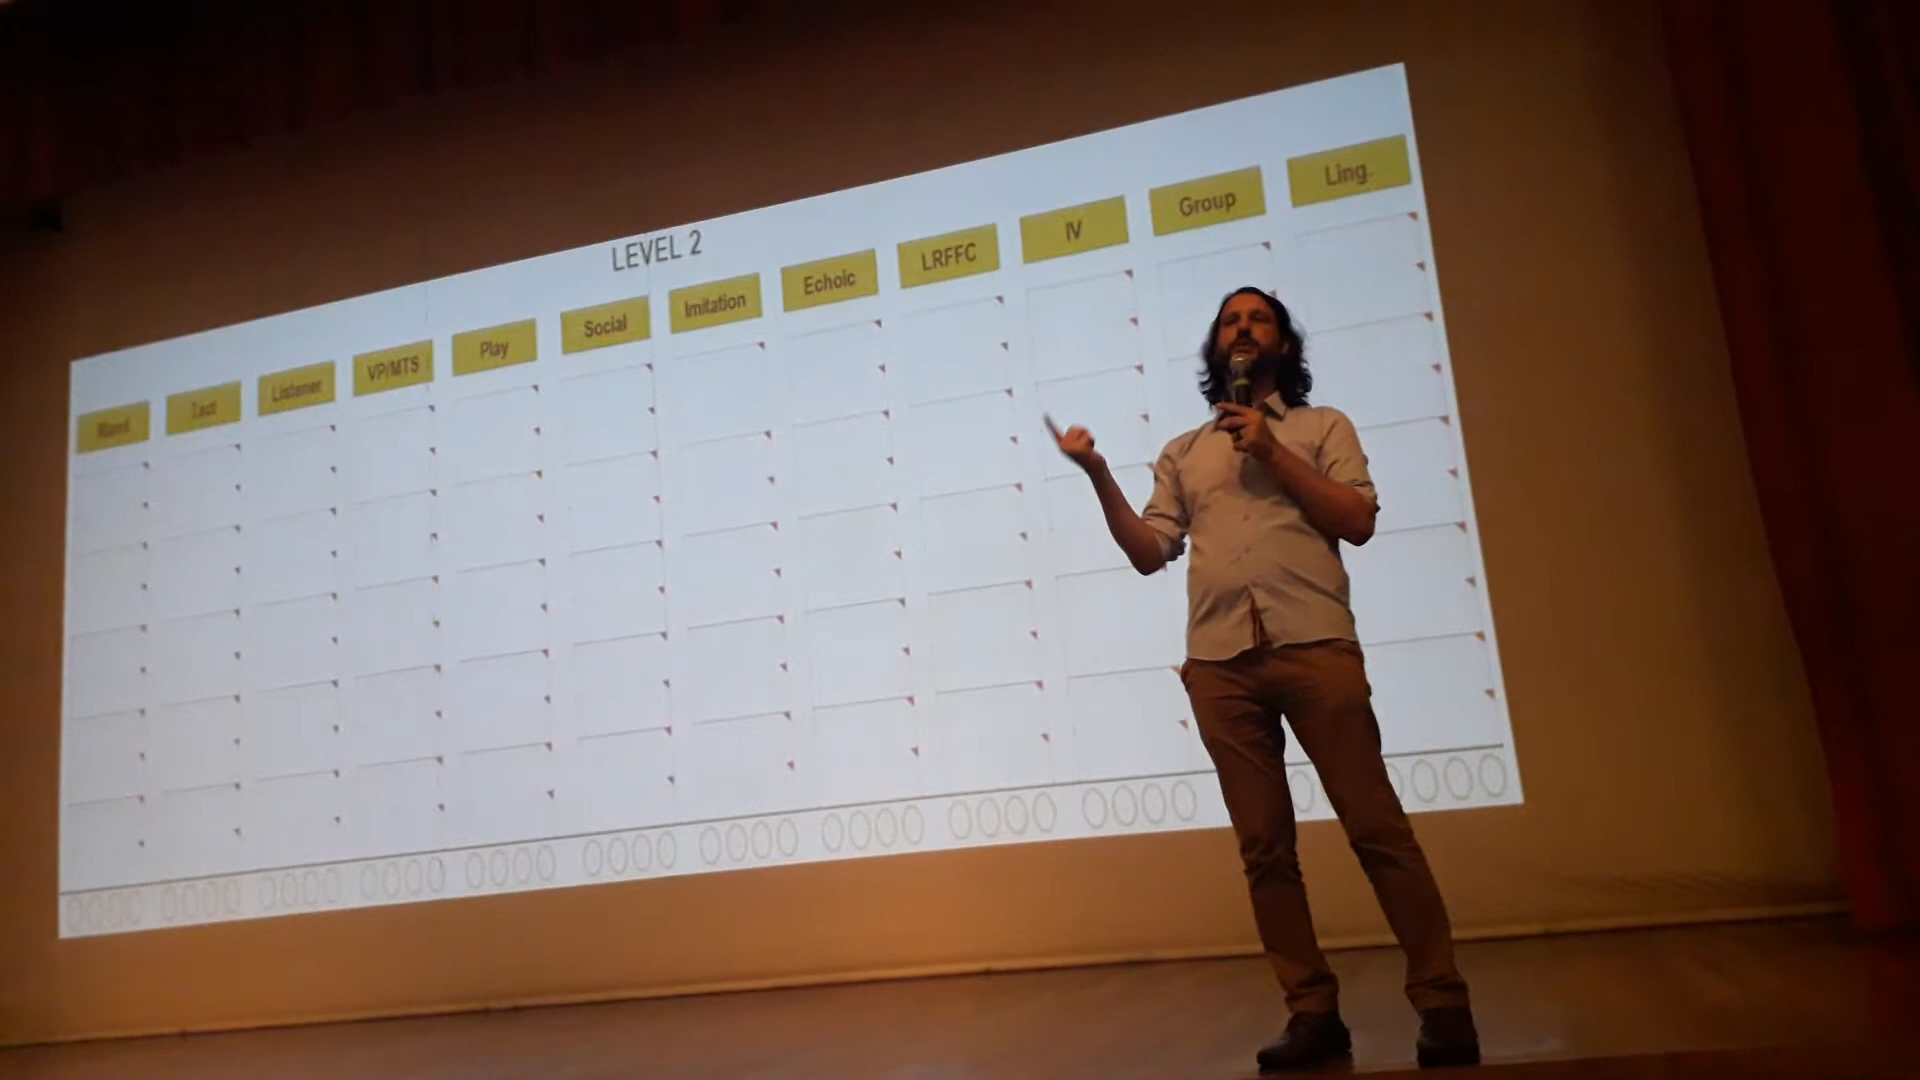 LEVEL 2
Mand
Tact
Listener
VP/MTS
Play
Social
Imitation
Echoic
LRFFC
IV
Group
Ling.